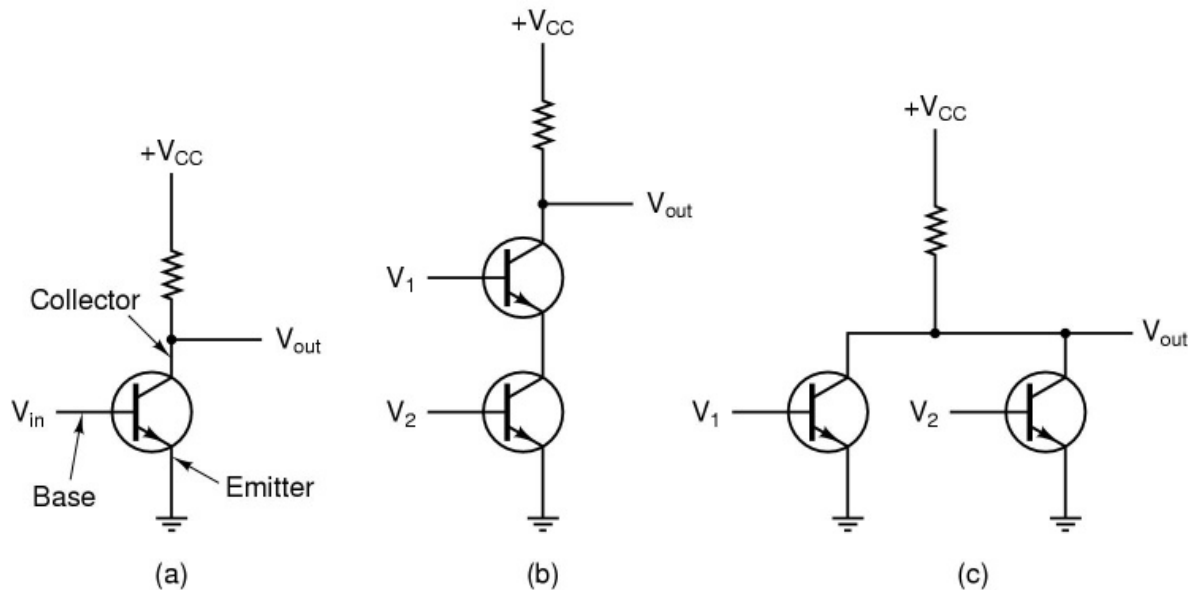 +VCC
Collector
Vout
Vin
Base
Emitter
(a)
+VCC
Vout
V1
V2
(b)
+VCC
Vout
V1
V2
(c)